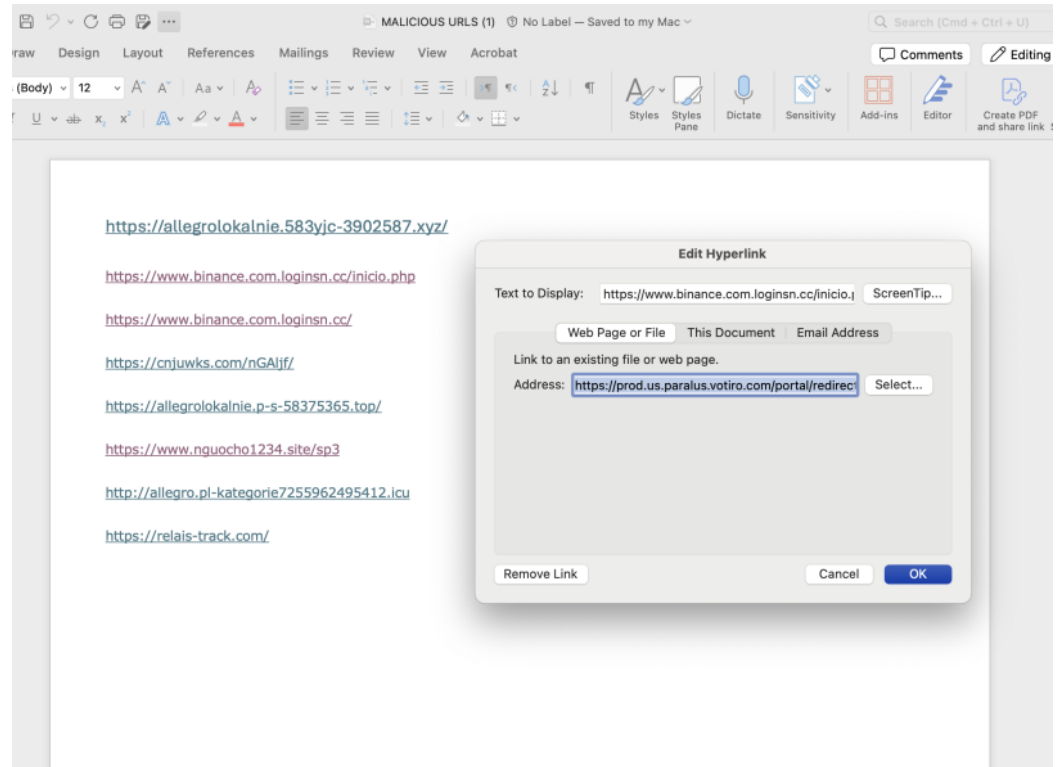 MALICIOUS URLS (1) No Label — Saved to my Mac
Search (Cmd + Ctrl + U)
raw Design Layout References Mailings Review View Acrobat
Comments Editing
(Body) 12 A^ Aˇ Aa A
Styles Styles Pane Dictate Sensitivity Add-ins Editor Create PDF and share link
U ab x₂ x² A A
https://allegrolokalnie.583yjc-3902587.xyz/
https://www.binance.com.loginsn.cc/inicio.php
https://www.binance.com.loginsn.cc/
https://cnjuwks.com/nGAljf/
https://allegrolokalnie.p-s-58375365.top/
https://www.nguocho1234.site/sp3
http://allegro.pl-kategorie7255962495412.icu
https://relais-track.com/
Edit Hyperlink
Text to Display: https://www.binance.com.loginsn.cc/inicio.p ScreenTip...
Web Page or File This Document Email Address
Link to an existing file or web page.
Address: https://prod.us.paralus.votiro.com/portal/redirect Select...
Remove Link Cancel OK